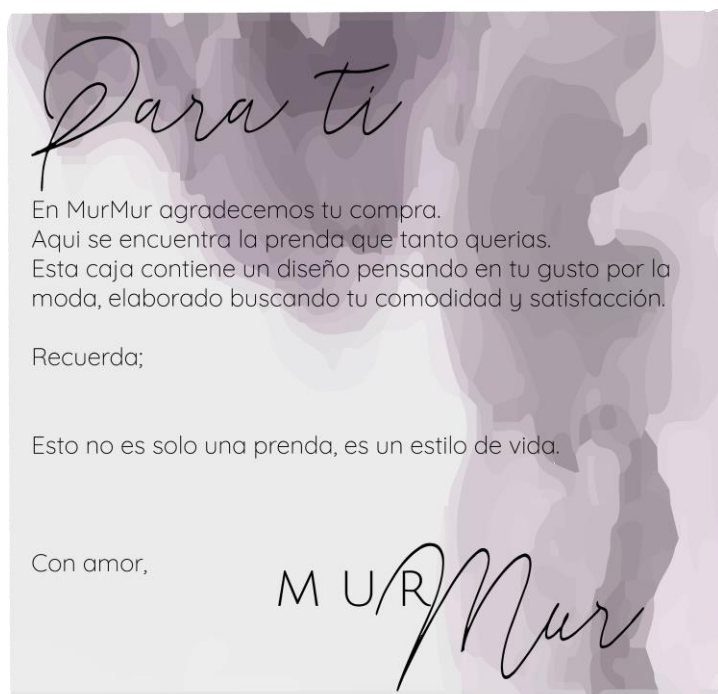 Para ti
En MurMur agradecemos tu compra.
Aqui se encuentra la prenda que tanto querias.
Esta caja contiene un diseño pensando en tu gusto por la
moda, elaborado buscando tu comodidad y satisfacción.
Recuerda;
Esto no es solo una prenda, es un estilo de vida.
Con amor,
MUR Mur